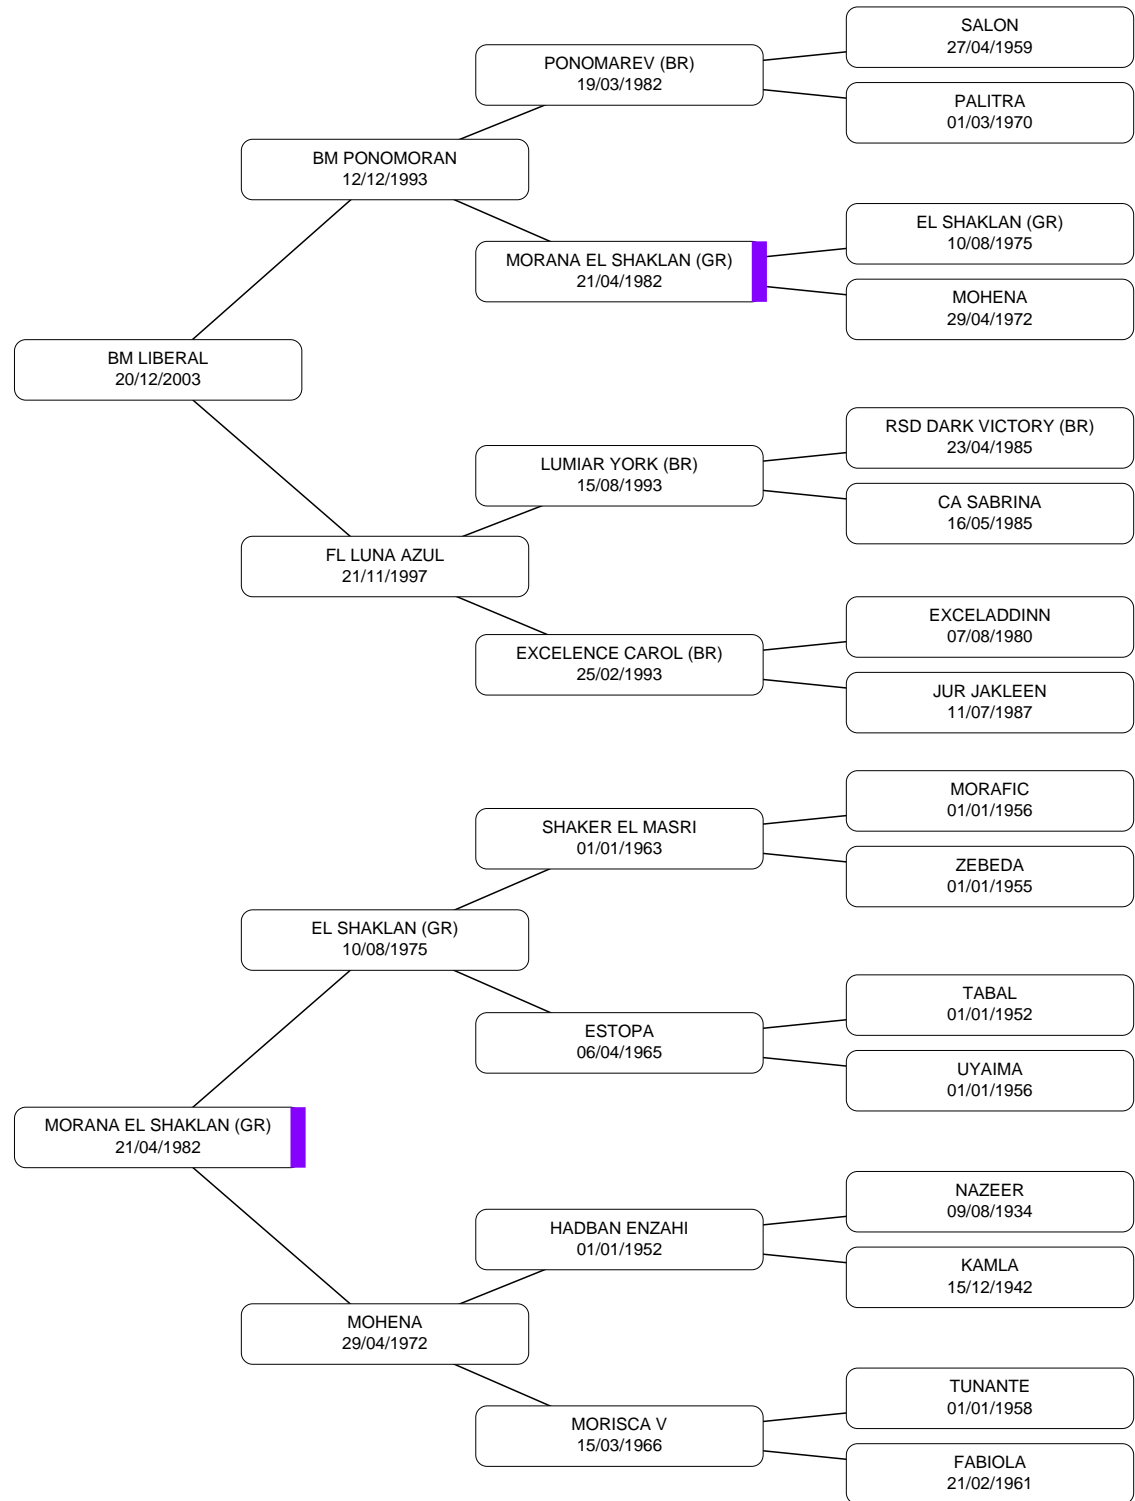 SALON
27/04/1959
PONOMAREV (BR)
19/03/1982
PALITRA
01/03/1970
BM PONOMORAN
12/12/1993
EL SHAKLAN (GR)
10/08/1975
MORANA EL SHAKLAN (GR)
21/04/1982
MOHENA
29/04/1972
BM LIBERAL
20/12/2003
RSD DARK VICTORY (BR)
23/04/1985
LUMIAR YORK (BR)
15/08/1993
CA SABRINA
16/05/1985
FL LUNA AZUL
21/11/1997
EXCELADDINN
07/08/1980
EXCELENCE CAROL (BR)
25/02/1993
JUR JAKLEEN
11/07/1987
MORAFIC
01/01/1956
SHAKER EL MASRI
01/01/1963
ZEBEDA
01/01/1955
EL SHAKLAN (GR)
10/08/1975
TABAL
01/01/1952
ESTOPA
06/04/1965
UYAIMA
01/01/1956
MORANA EL SHAKLAN (GR)
21/04/1982
NAZEER
09/08/1934
HADBAN ENZAHI
01/01/1952
KAMLA
15/12/1942
MOHENA
29/04/1972
TUNANTE
01/01/1958
MORISCA V
15/03/1966
FABIOLA
21/02/1961